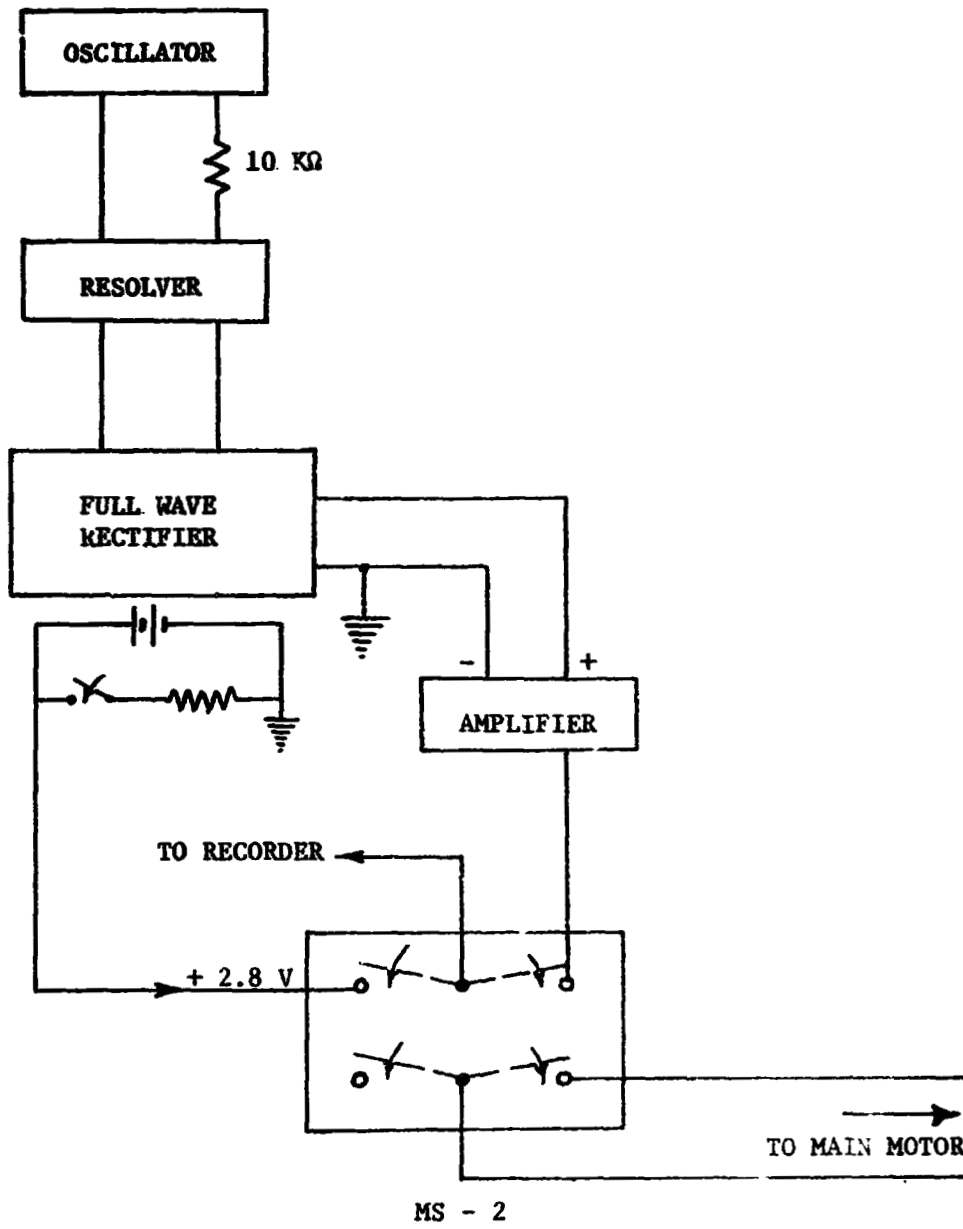 OSCILLATOR
10 KΩ
RESOLVER
FULL WAVE
RECTIFIER
- +
AMPLIFIER
TO RECORDER
+ 2.8 V
TO MAIN MOTOR
MS - 2